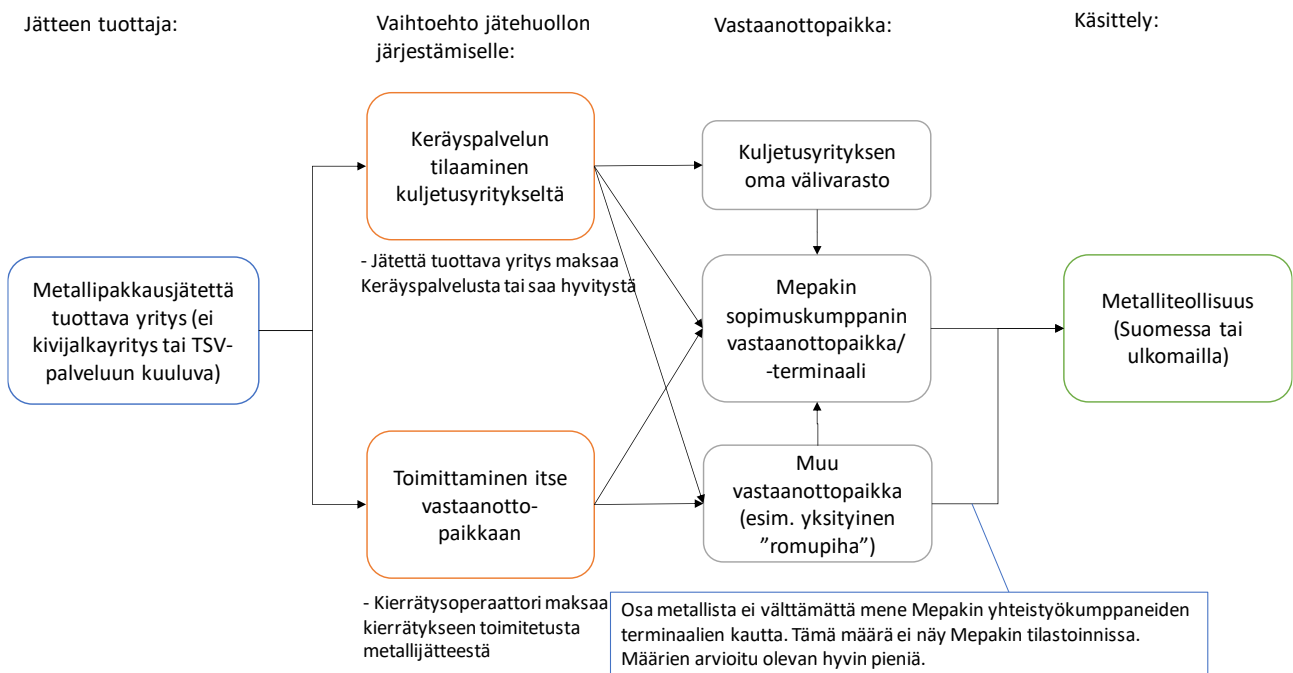 Jätteen tuottaja:
Vaihtoehto jätehuollon
järjestämiselle:
Vastaanottopaikka:
Käsittely:
Metallipakkausjätettä
tuottava yritys (ei
kivijalkayritys tai TSV-
palveluun kuuluva)
Keräyspalvelun
tilaaminen
kuljetusyritykseltä
- Jätettä tuottava yritys maksaa
Keräyspalvelusta tai saa hyvitystä
Toimittaminen itse
vastaanotto-
paikkaan
- Kierrätysoperaattori maksaa
kierrätykseen toimitetusta
metallijätteestä
Kuljetusyrityksen
oma välivarasto
Mepakin
sopimuskumppanin
vastaanottopaikka/
-terminaali
Muu
vastaanottopaikka
(esim. yksityinen
”romupiha”)
Metalliteollisuus
(Suomessa tai
ulkomailla)
Osa metallista ei välttämättä mene Mepakin yhteistyökumppaneiden
terminaalien kautta. Tämä määrä ei näy Mepakin tilastoinnissa.
Määrien arvioitu olevan hyvin pieniä.